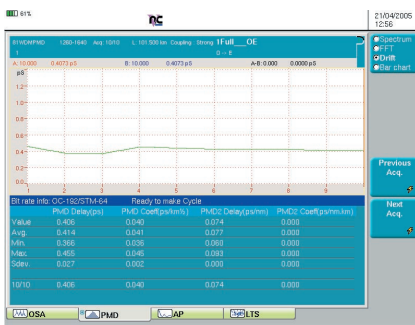 61%
nc
21/04/2005
12:56
81WDMPMD 1260-1640 Acq: 10/10 L: 101.500 km Coupling Strong 1Full___OE
1 O -- E
A: 10.000 0.4073 pS B: 10.000 0.4073 pS A-B: 0.000 0.0000 pS
pS
1.2
1.0
0.8
0.6
0.4
0.2
0.0
1 2 3 4 5 6 7 8 9
Spectrum
FFT
Drift
Bar chart
Previous
Acq.
Next
Acq.
Bit rate info: OC-192/STM-64 Ready to make Cycle
PMD Delay(ps) PMD Coef(ps/km½) PMD2 Delay(ps/nm) PMD2 Coef(ps/nm.km)
Value 0.406 0.040 0.074 0.000
Avg. 0.414 0.041 0.077 0.000
Min. 0.366 0.036 0.060 0.000
Max. 0.455 0.045 0.093 0.000
Sdev. 0.027 0.002 0.000 0.000
10/10 0.406 0.040 0.074 0.000
OSA PMD AP LTS